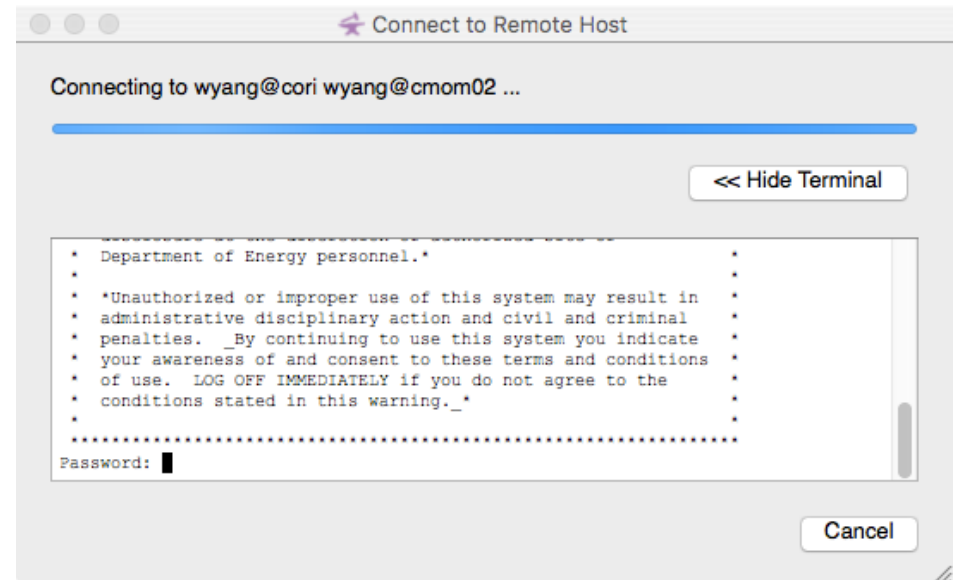 Connect to Remote Host
Connecting to wyang@cori wyang@cmom02 ...
<< Hide Terminal
* Department of Energy personnel.* *
* *
* *Unauthorized or improper use of this system may result in *
* administrative disciplinary action and civil and criminal *
* penalties. _By continuing to use this system you indicate *
* your awareness of and consent to these terms and conditions *
* of use. LOG OFF IMMEDIATELY if you do not agree to the *
* conditions stated in this warning._* *
* *
*****************************************************************
Password:
Cancel